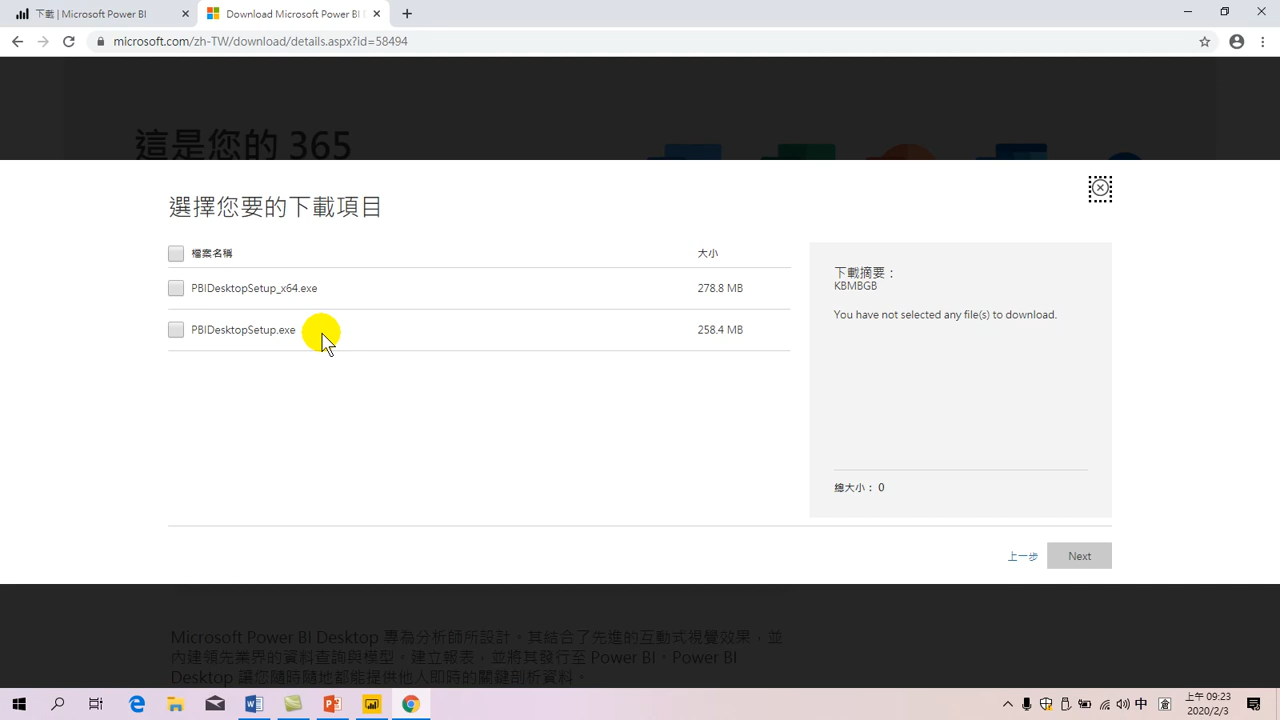 下載 | Microsoft Power BI
Download Microsoft Power BI
microsoft.com/zh-TW/download/details.aspx?id=58494
這是您的 365
選擇您要的下載項目
檔案名稱 大小
PBIDesktopSetup_x64.exe 278.8 MB
PBIDesktopSetup.exe 258.4 MB
下載摘要：
KBMBGB
You have not selected any file(s) to download.
總大小： 0
上一步 Next
Microsoft Power BI Desktop 專為分析師所設計。其結合了先進的互動式視覺效果，並
內建領先業界的資料查詢與模型。建立報表，並將其發行至 Power BI。Power BI
Desktop 讓您隨時隨地都能提供他人即時的關鍵剖析資料。
中
上午 09:23
2020/2/3